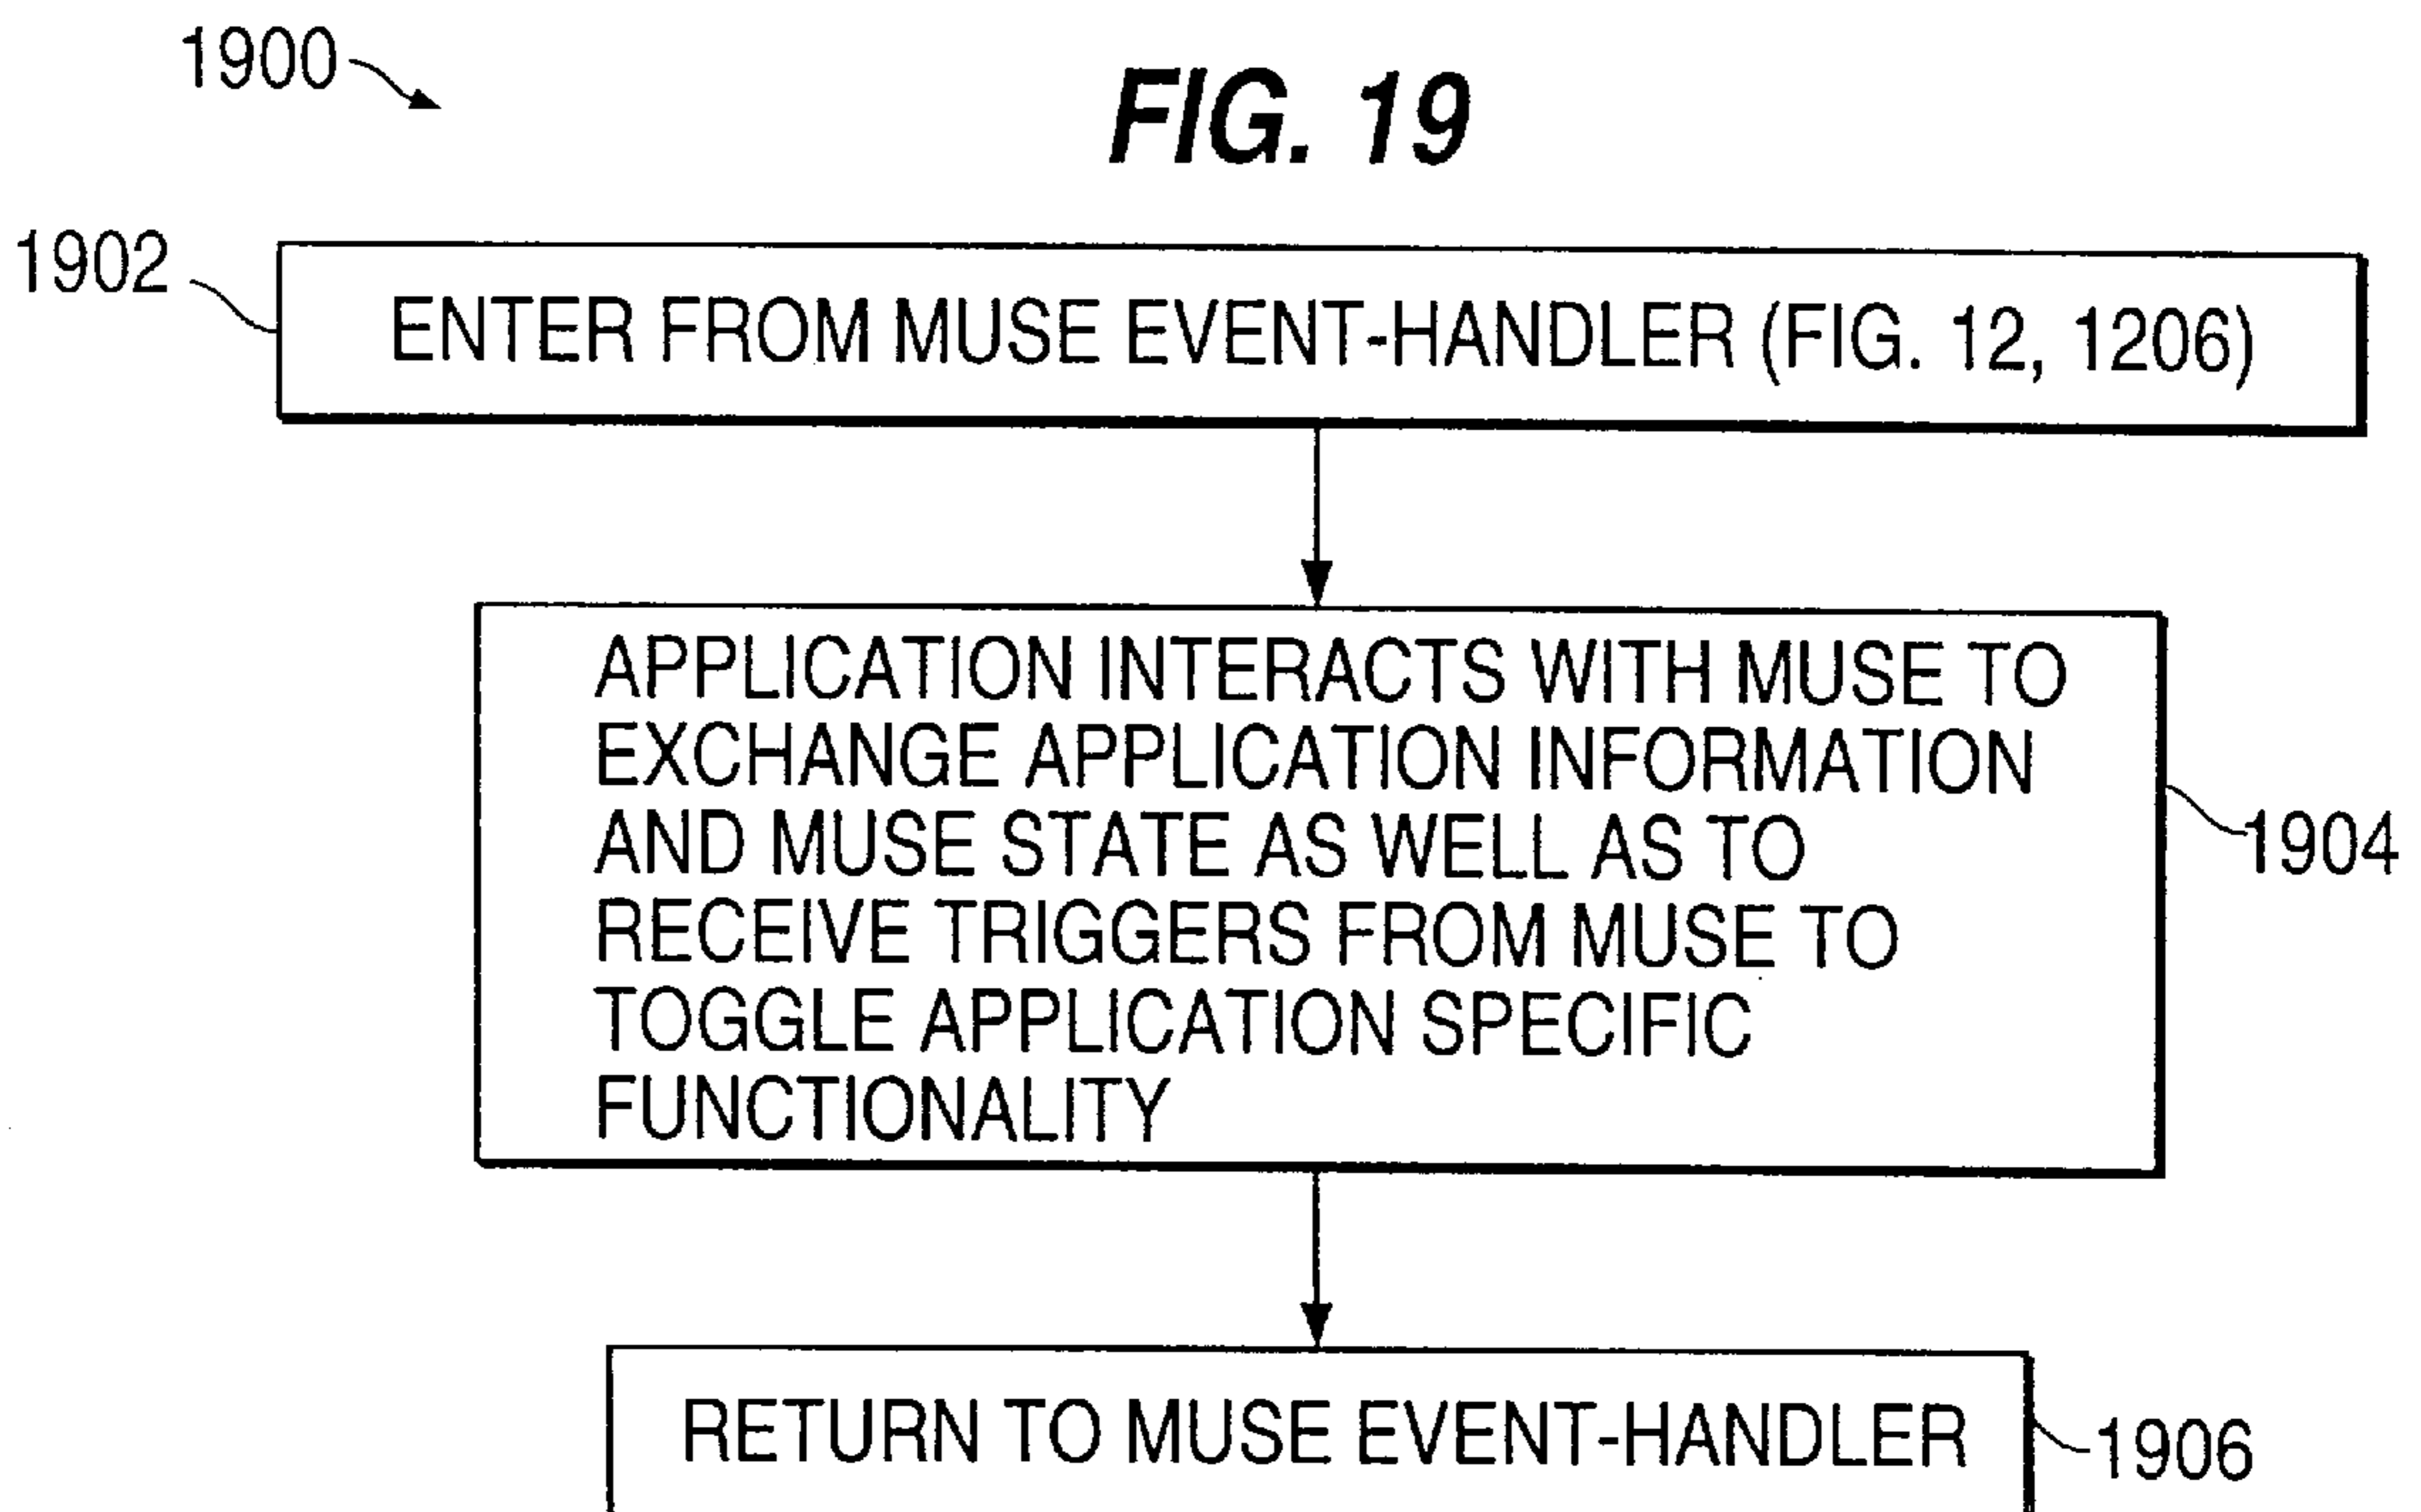 1900
FIG. 19
1902
ENTER FROM MUSE EVENT-HANDLER (FIG. 12, 1206)
APPLICATION INTERACTS WITH MUSE TO
EXCHANGE APPLICATION INFORMATION
AND MUSE STATE AS WELL AS TO
RECEIVE TRIGGERS FROM MUSE TO
TOGGLE APPLICATION SPECIFIC
FUNCTIONALITY
1904
RETURN TO MUSE EVENT-HANDLER
1906